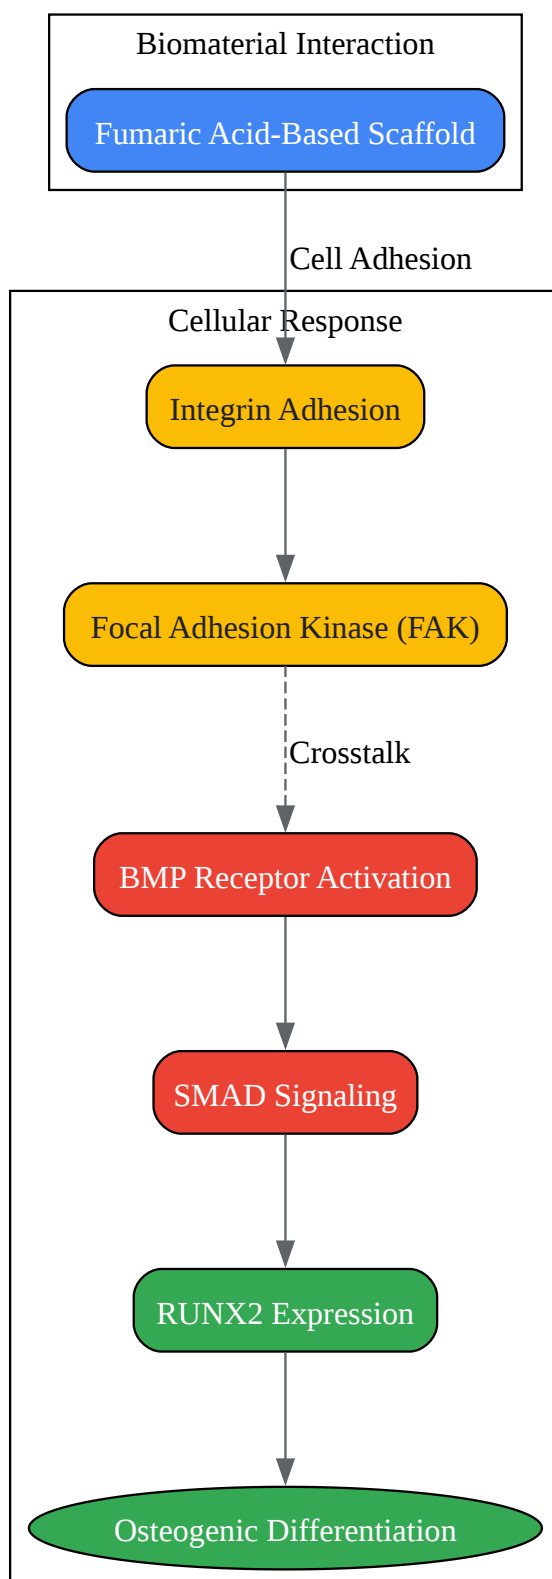 Biomaterial Interaction
Fumaric Acid-Based Scaffold
Cell Adhesion
Cellular Response
Integrin Adhesion
Focal Adhesion Kinase (FAK)
Crosstalk
BMP Receptor Activation
SMAD Signaling
RUNX2 Expression
Osteogenic Differentiation